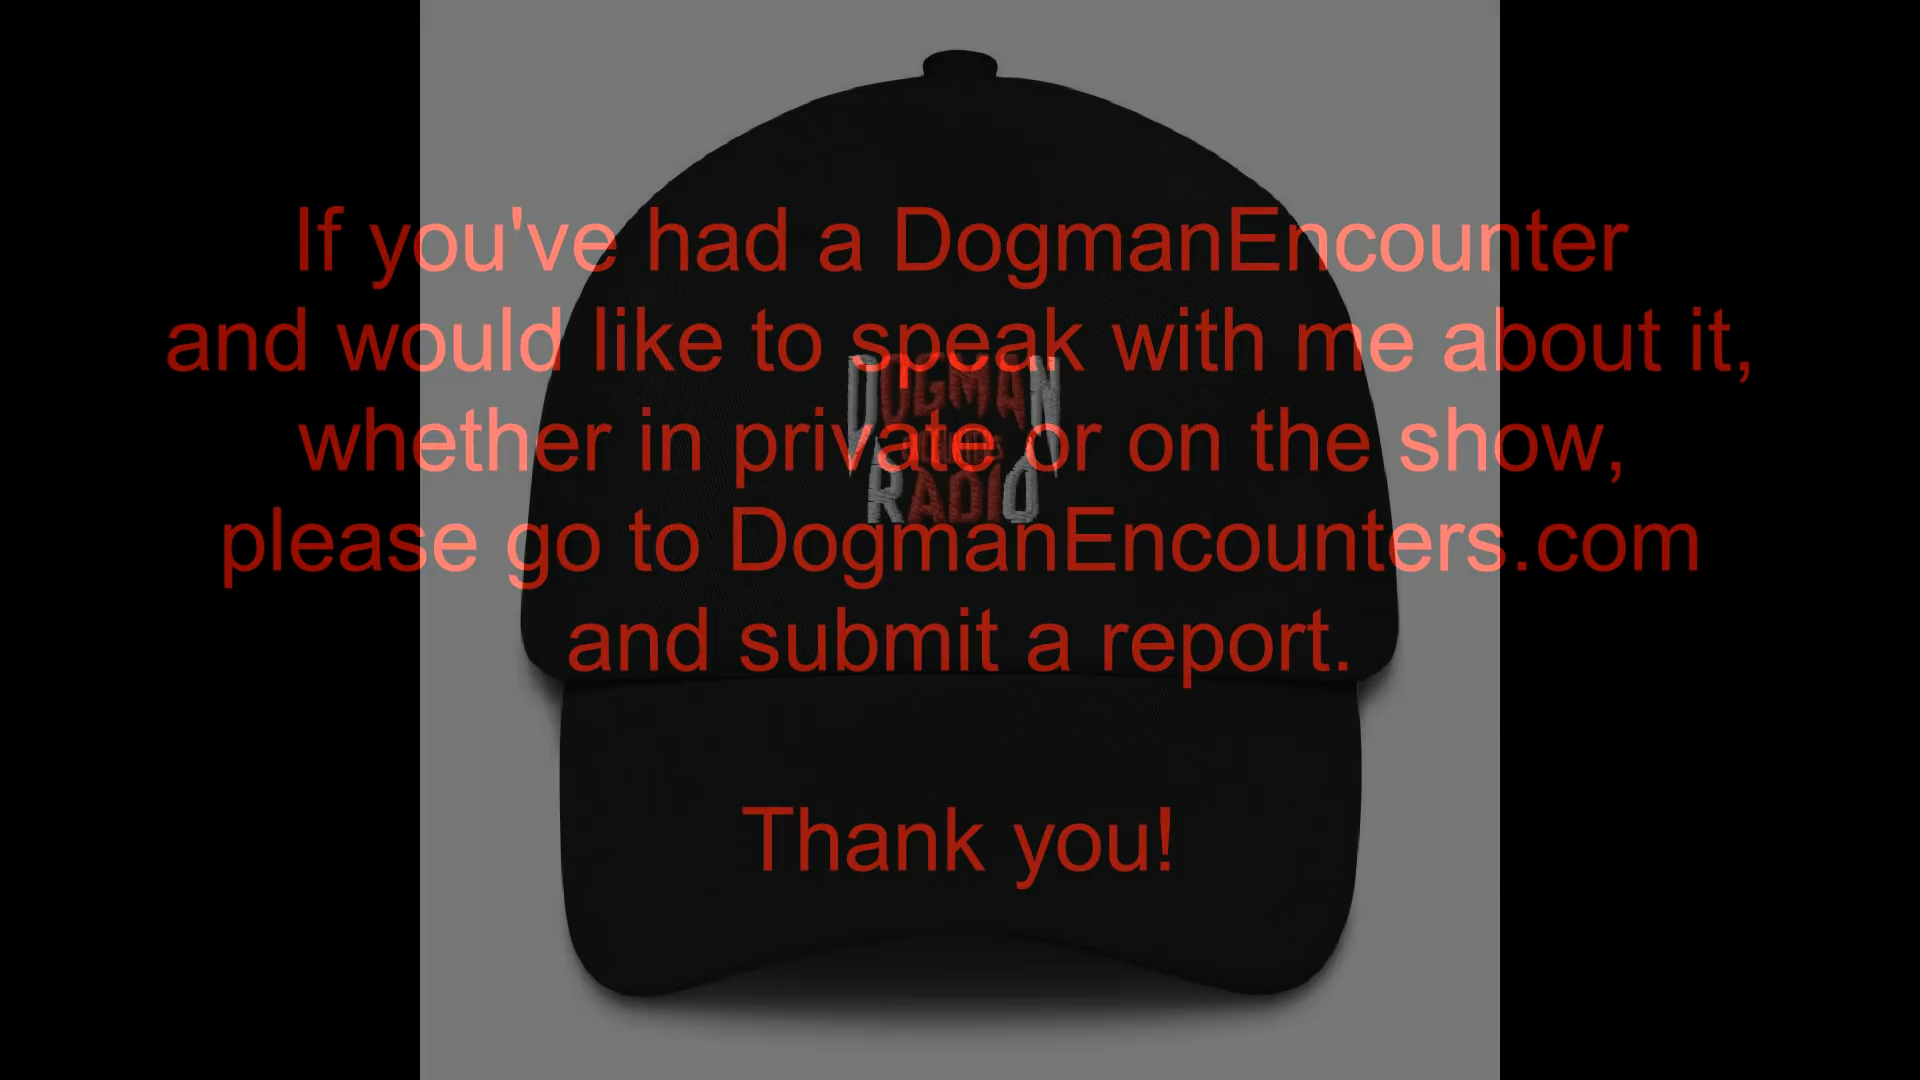 If you've had a DogmanEncounter
and would like to speak with me about it,
whether in private or on the show,
please go to DogmanEncounters.com
and submit a report.
Thank you!
DOGMAN
RADIO